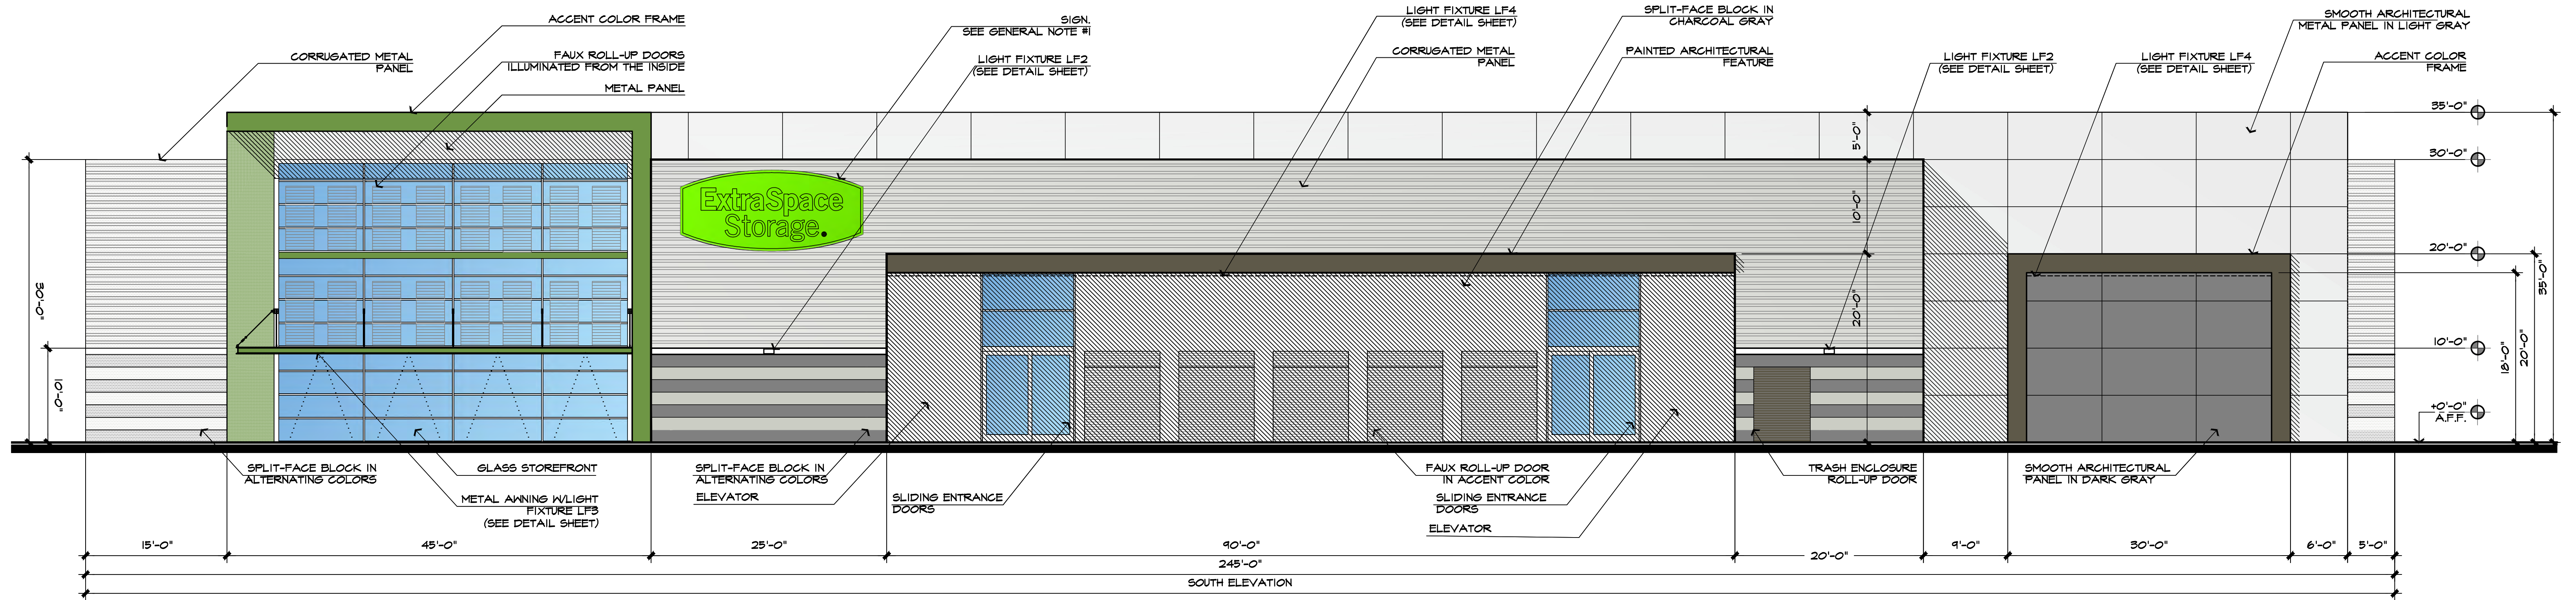 ACCENT COLOR FRAME
CORRUGATED METAL
PANEL
FAUX ROLL-UP DOORS
ILLUMINATED FROM THE INSIDE
METAL PANEL
SIGN.
SEE GENERAL NOTE #1
LIGHT FIXTURE LF2
(SEE DETAIL SHEET)
LIGHT FIXTURE LF4
(SEE DETAIL SHEET)
CORRUGATED METAL
PANEL
SPLIT-FACE BLOCK IN
CHARCOAL GRAY
PAINTED ARCHITECTURAL
FEATURE
LIGHT FIXTURE LF2
(SEE DETAIL SHEET)
LIGHT FIXTURE LF4
(SEE DETAIL SHEET)
SMOOTH ARCHITECTURAL
METAL PANEL IN LIGHT GRAY
ACCENT COLOR
FRAME
35'-0"
30'-0"
20'-0"
10'-0"
+0'-0"
A.F.F.
30'-0"
10'-0"
ExtraSpace
Storage.
5'-0"
10'-0"
20'-0"
18'-0"
20'-0"
35'-0"
SPLIT-FACE BLOCK IN
ALTERNATING COLORS
GLASS STOREFRONT
METAL AWNING W/LIGHT
FIXTURE LF3
(SEE DETAIL SHEET)
SPLIT-FACE BLOCK IN
ALTERNATING COLORS
ELEVATOR
SLIDING ENTRANCE
DOORS
FAUX ROLL-UP DOOR
IN ACCENT COLOR
SLIDING ENTRANCE
DOORS
ELEVATOR
TRASH ENCLOSURE
ROLL-UP DOOR
SMOOTH ARCHITECTURAL
PANEL IN DARK GRAY
15'-0"
45'-0"
25'-0"
90'-0"
20'-0"
9'-0"
30'-0"
6'-0"
5'-0"
245'-0"
SOUTH ELEVATION